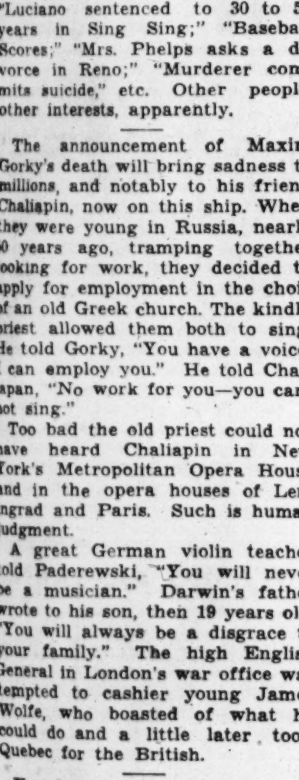 "Luciano sentenced to 30 to 5
years in Sing Sing;" "Baseba
Scores;" "Mrs. Phelps asks a d
vorce in Reno;" "Murderer com
mits suicide," etc. Other peopl
other interests, apparently.
The announcement of Maxim
Gorky's death will bring sadness t
millions, and notably to his frien
Chaliapin, now on this ship. Whe
they were young in Russia, nearl
0 years ago, tramping togethe
ooking for work, they decided t
apply for employment in the choi
of an old Greek church. The kindl
priest allowed them both to sing
He told Gorky, "You have a voice
I can employ you." He told Cha
iapan, "No work for you—you can
not sing."
Too bad the old priest could no
have heard Chaliapin in Ne
York's Metropolitan Opera Hous
and in the opera houses of Len
ingrad and Paris. Such is huma
judgment.
A great German violin teache
told Paderewski, "You will neve
be a musician." Darwin's fathe
wrote to his son, then 19 years ol
"You will always be a disgrace t
your family." The high Englis
General in London's war office wa
tempted to cashier young Jame
Wolfe, who boasted of what h
could do and a little later too
Quebec for the British.